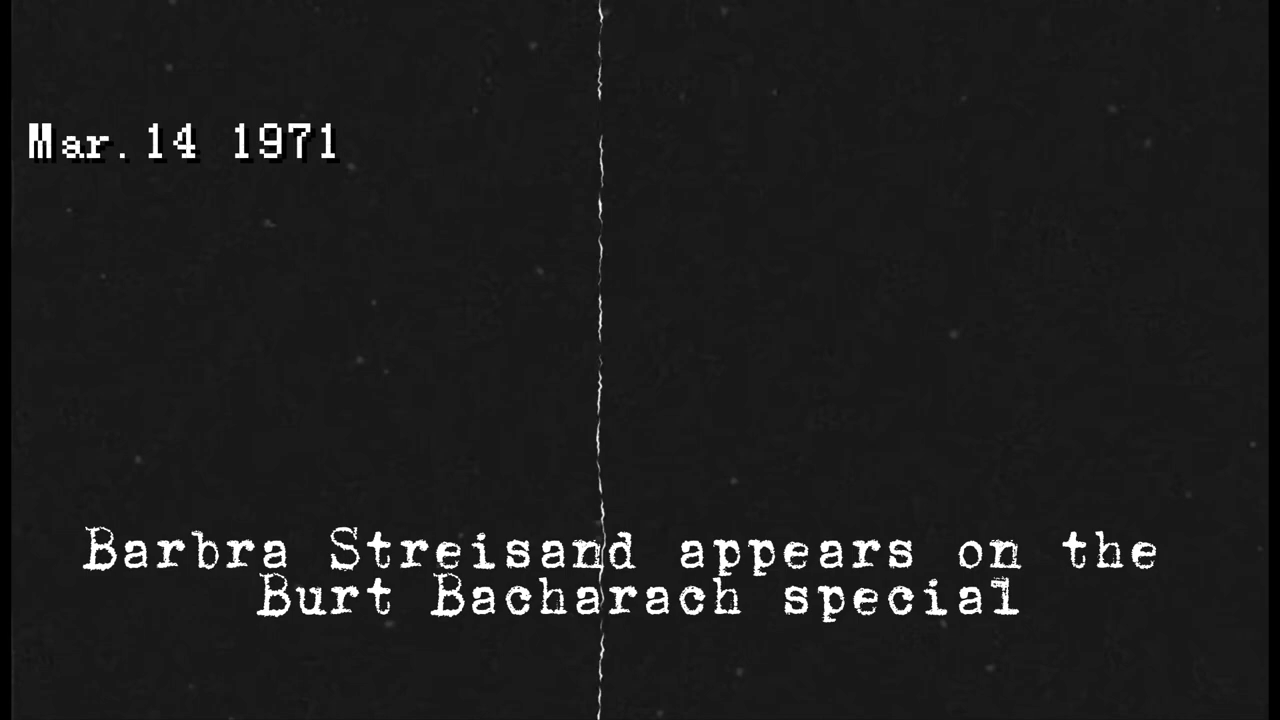 Mar.14 1971
Barbra Streisand appears on the
Burt Bacharach special